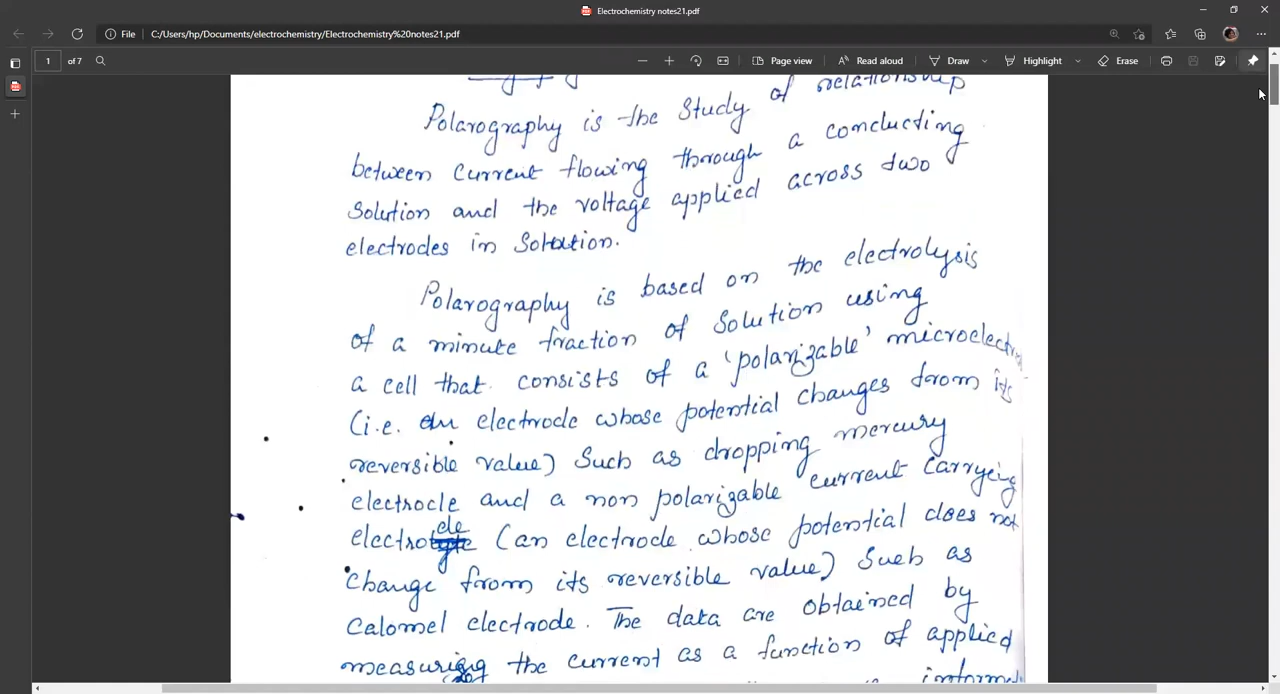 Electrochemistry notes21.pdf
File C:/Users/hp/Documents/electrochemistry/Electrochemistry%20notes21.pdf
1 of 7 Page view Read aloud Draw Highlight Erase
Polarography is the study of relationship
between current flowing through a conducting
solution and the voltage applied across two
electrodes in solution.
Polarography is based on the electrolysis
of a minute fraction of solution using
a cell that consists of a 'polarizable' microelectr
(i.e. an electrode whose potential changes from its
reversible value) such as dropping mercury
electrode and a non polarizable current carrying
electrode (an electrode whose potential does not
change from its reversible value) such as
calomel electrode. The data are obtained by
measuring the current as a function of applied